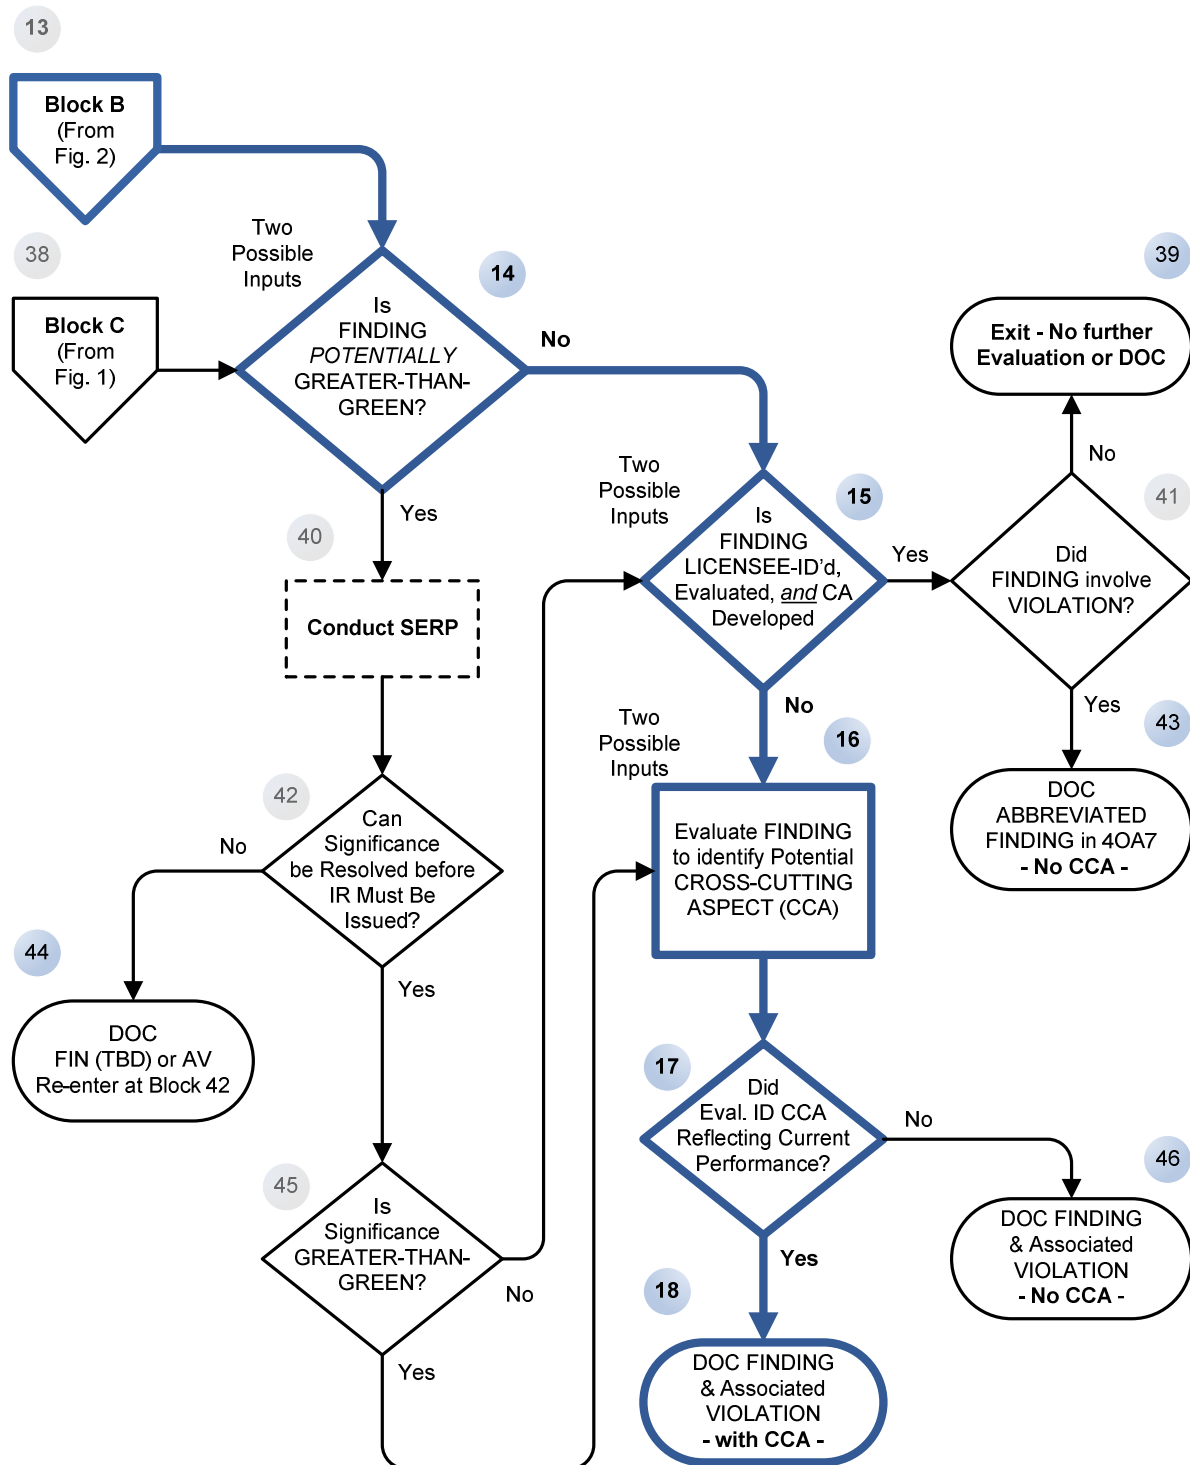 13
Block B
(From
Fig. 2)
38
Block C
(From
Fig. 1)
Two
Possible
Inputs
14
Is
FINDING
POTENTIALLY
GREATER-THAN-
GREEN?
No
Yes
40
Conduct SERP
42
Can
Significance
be Resolved before
IR Must Be
Issued?
No
Yes
44
DOC
FIN (TBD) or AV
Re-enter at Block 42
45
Is
Significance
GREATER-THAN-
GREEN?
No
Yes
Two
Possible
Inputs
15
Is
FINDING
LICENSEE-ID'd,
Evaluated, and CA
Developed
Yes
No
39
Exit - No further
Evaluation or DOC
No
41
Did
FINDING involve
VIOLATION?
Yes
43
DOC
ABBREVIATED
FINDING in 4OA7
- No CCA -
Two
Possible
Inputs
16
Evaluate FINDING
to identify Potential
CROSS-CUTTING
ASPECT (CCA)
17
Did
Eval. ID CCA
Reflecting Current
Performance?
No
46
DOC FINDING
& Associated
VIOLATION
- No CCA -
Yes
18
DOC FINDING
& Associated
VIOLATION
- with CCA -